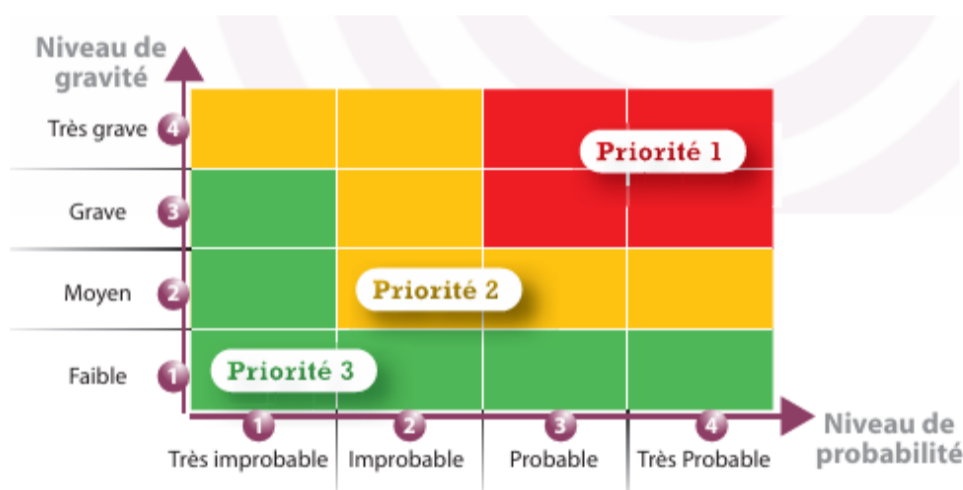 Niveau de
gravité
Très grave 4
Priorité 1
Grave 3
Moyen 2
Priorité 2
Faible 1
Priorité 3
1 2 3 4
Très improbable Improbable Probable Très Probable
Niveau de
probabilité